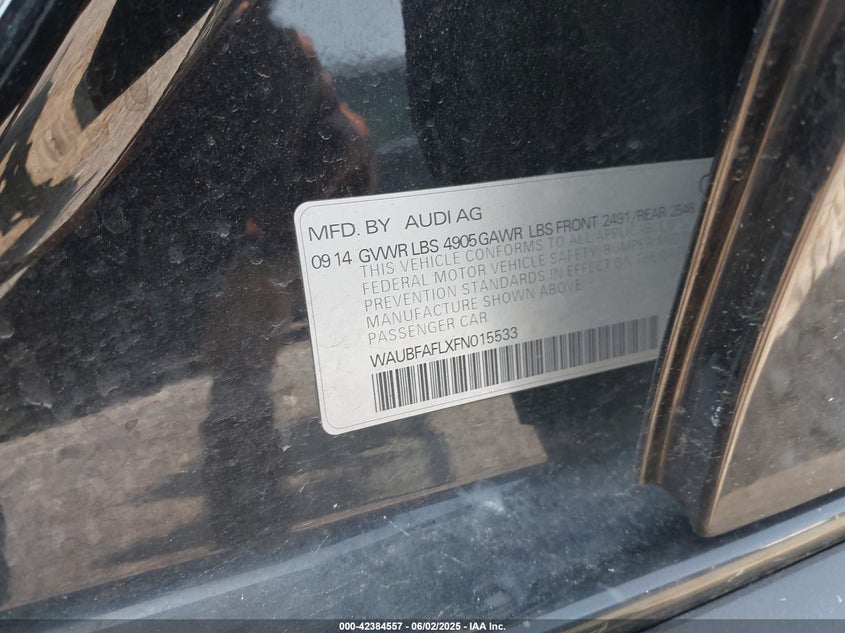 MFD. BY AUDI AG
09 14 GVWR LBS 4905 GAWR LBS FRONT 2491/REAR 2546
THIS VEHICLE CONFORMS TO ALL APPLICABLE
FEDERAL MOTOR VEHICLE SAFETY, BUMPER
PREVENTION STANDARDS IN EFFECT ON THE
MANUFACTURE SHOWN ABOVE
PASSENGER CAR
WAUBFAFLXFN015533
000-42384557 | 06/02/2025 | IAA Inc.